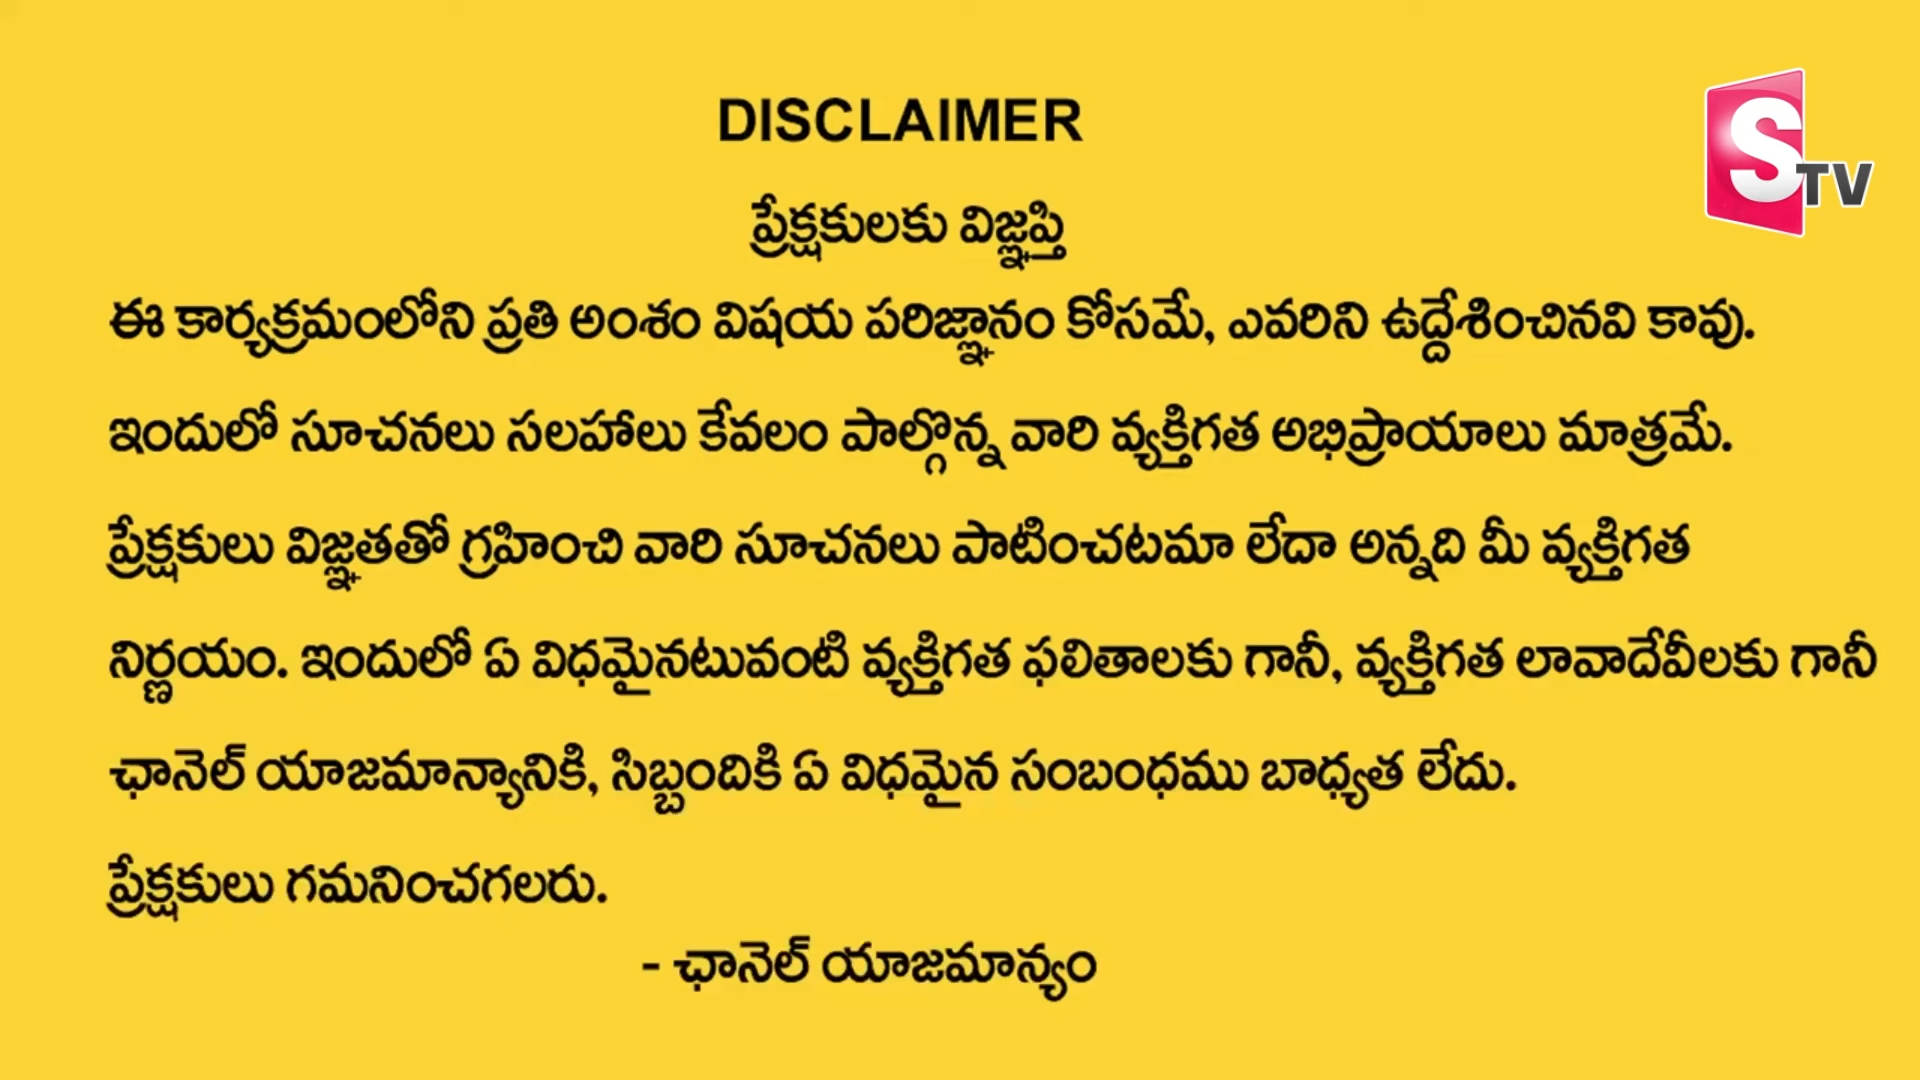 DISCLAIMER
STV
ప్రేక్షకులకు విజ్ఞప్తి
ఈ కార్యక్రమంలోని ప్రతి అంశం విషయ పరిజ్ఞానం కోసమే, ఎవరిని ఉద్దేశించినవి కావు.
ఇందులో సూచనలు సలహాలు కేవలం పాల్గొన్న వారి వ్యక్తిగత అభిప్రాయాలు మాత్రమే.
ప్రేక్షకులు విజ్ఞతతో గ్రహించి వారి సూచనలు పాటించటమా లేదా అన్నది మీ వ్యక్తిగత
నిర్ణయం. ఇందులో ఏ విధమైనటువంటి వ్యక్తిగత ఫలితాలకు గానీ, వ్యక్తిగత లావాదేవీలకు గానీ
ఛానెల్ యాజమాన్యానికి, సిబ్బందికి ఏ విధమైన సంబంధము బాధ్యత లేదు.
ప్రేక్షకులు గమనించగలరు.
- ఛానెల్ యాజమాన్యం